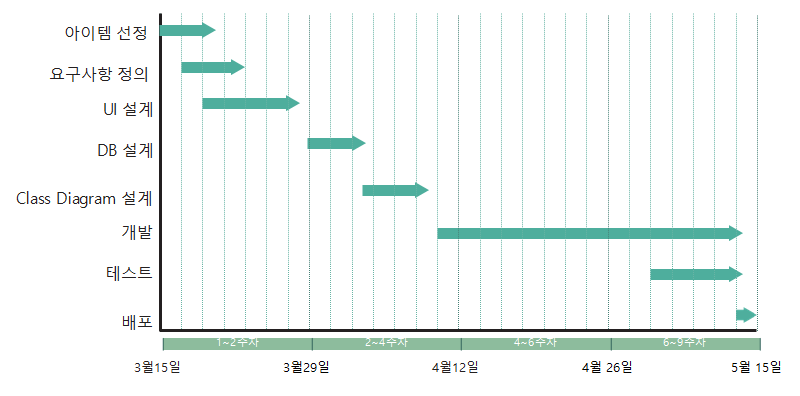 아이템 선정
요구사항 정의
UI 설계
DB 설계
Class Diagram 설계
개발
테스트
배포
1~2주차 2~4주차 4~6주차 6~9주차
3월15일 3월29일 4월12일 4월 26일 5월 15일